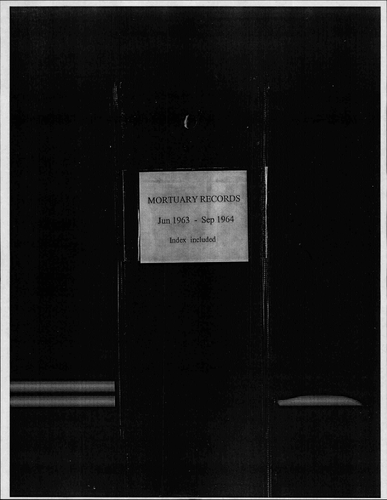 MORTUARY RECORDS
Jun 1963 - Sep 1964
Index included